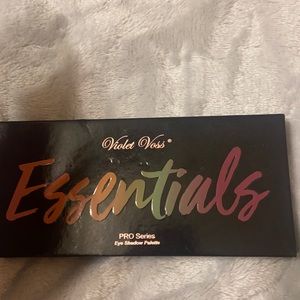 Violet Voss®
Essentials
PRO Series
Eye Shadow Palette